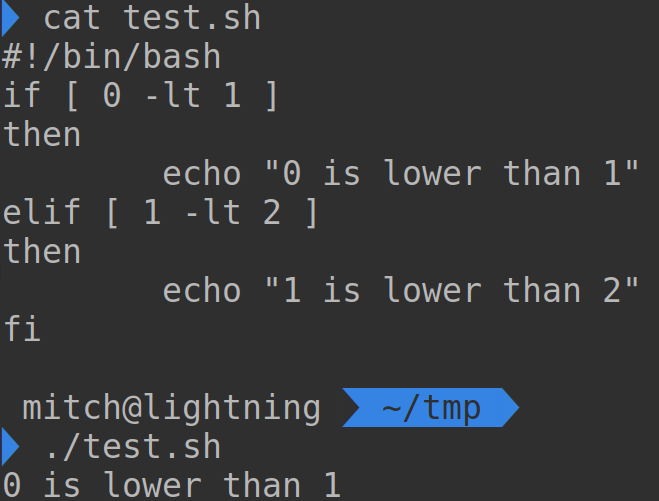 cat test.sh
#!/bin/bash
if [ 0 -lt 1 ]
then
        echo "0 is lower than 1"
elif [ 1 -lt 2 ]
then
        echo "1 is lower than 2"
fi
mitch@lightning ~/tmp
./test.sh
0 is lower than 1